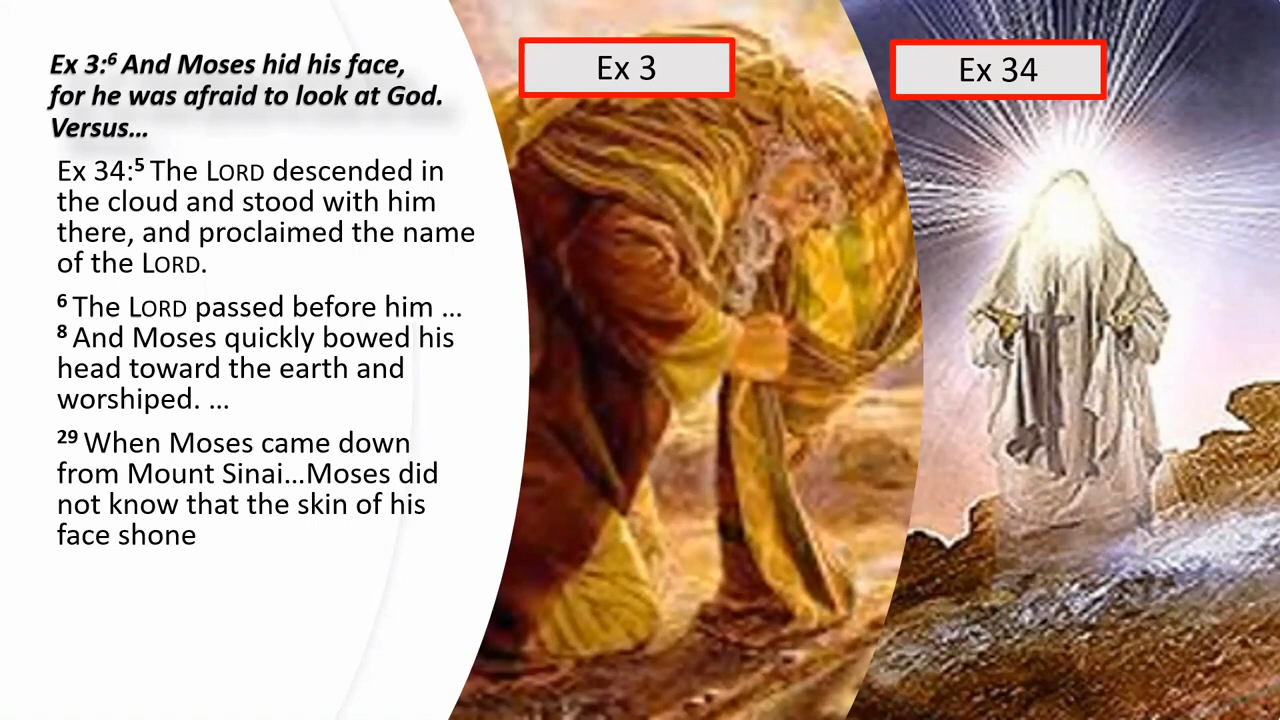 Ex 3:⁶ And Moses hid his face,
for he was afraid to look at God.
Versus...
Ex 34:⁵ The LORD descended in
the cloud and stood with him
there, and proclaimed the name
of the LORD.
⁶ The LORD passed before him ...
⁸ And Moses quickly bowed his
head toward the earth and
worshiped. ...
²⁹ When Moses came down
from Mount Sinai...Moses did
not know that the skin of his
face shone
Ex 3
Ex 34